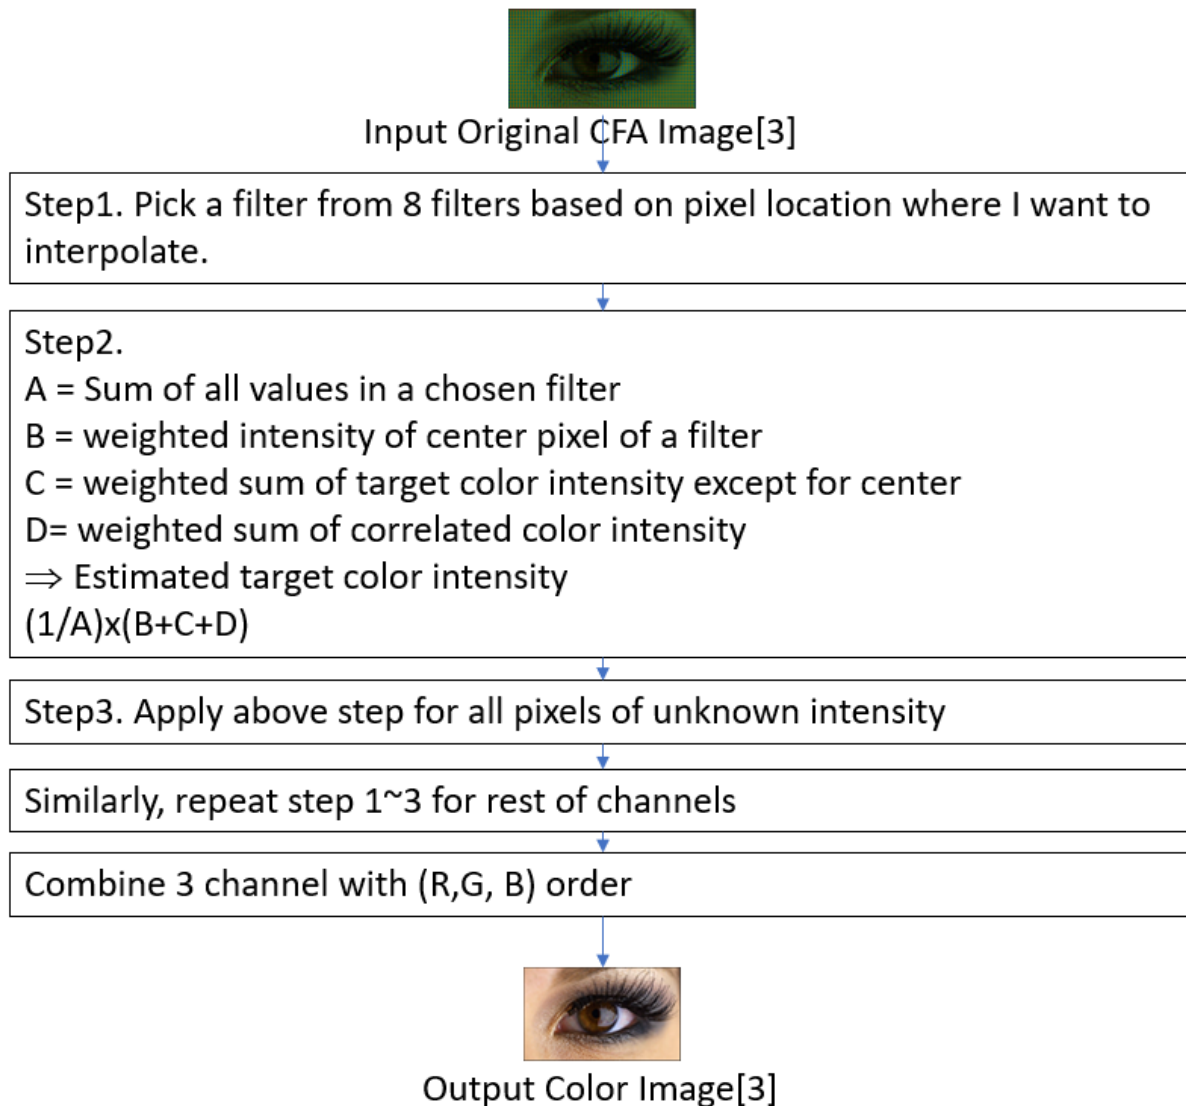 Input Original CFA Image[3]
Step1. Pick a filter from 8 filters based on pixel location where I want to
interpolate.
Step2.
A = Sum of all values in a chosen filter
B = weighted intensity of center pixel of a filter
C = weighted sum of target color intensity except for center
D= weighted sum of correlated color intensity
⇒ Estimated target color intensity
(1/A)x(B+C+D)
Step3. Apply above step for all pixels of unknown intensity
Similarly, repeat step 1~3 for rest of channels
Combine 3 channel with (R,G, B) order
Output Color Image[3]